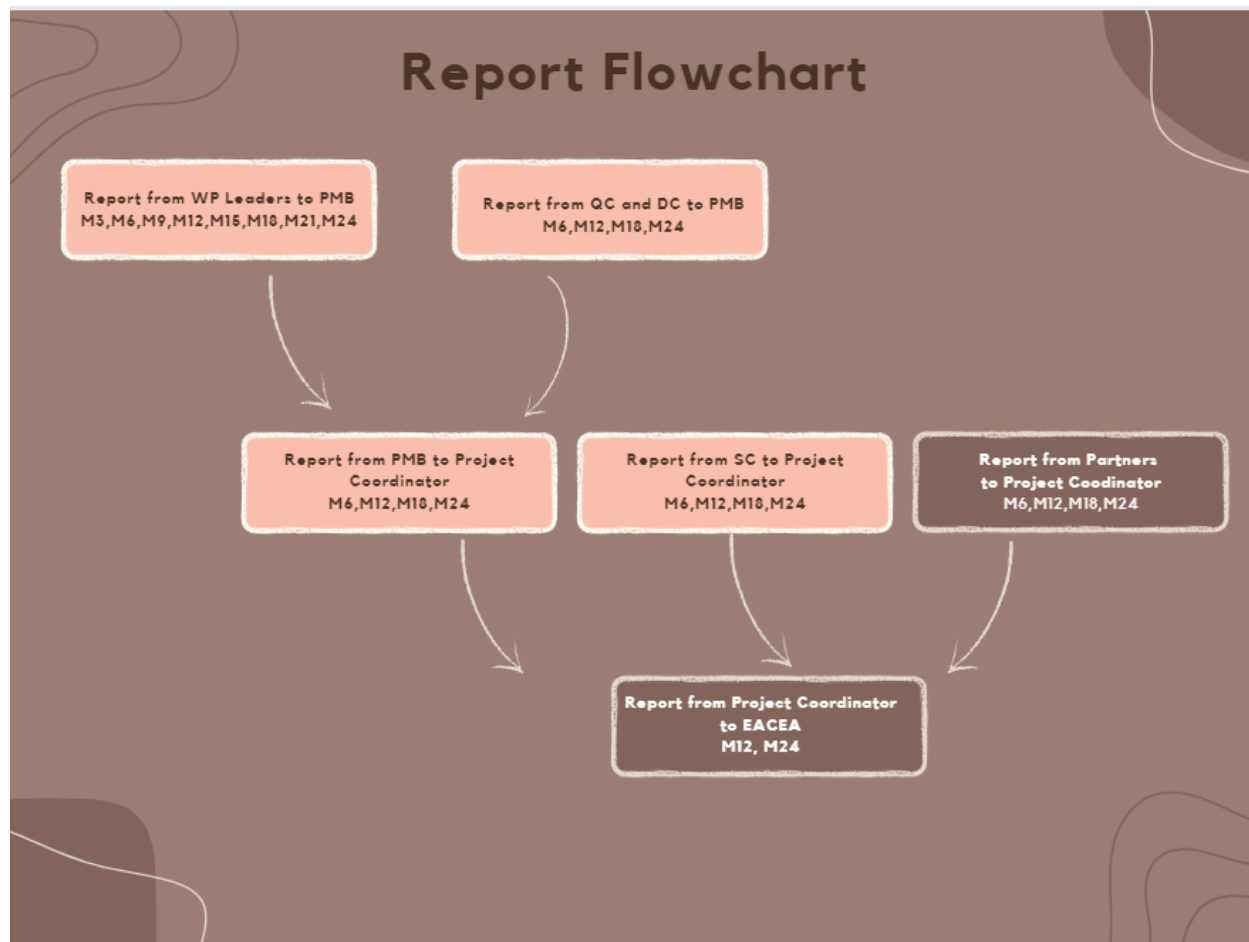 Report Flowchart
Report from WP Leaders to PMB
M3,M6,M9,M12,M15,M18,M21,M24
Report from QC and DC to PMB
M6,M12,M18,M24
Report from PMB to Project
Coordinator
M6,M12,M18,M24
Report from SC to Project
Coordinator
M6,M12,M18,M24
Report from Partners
to Project Coodinator
M6,M12,M18,M24
Report from Project Coordinator
to EACEA
M12, M24